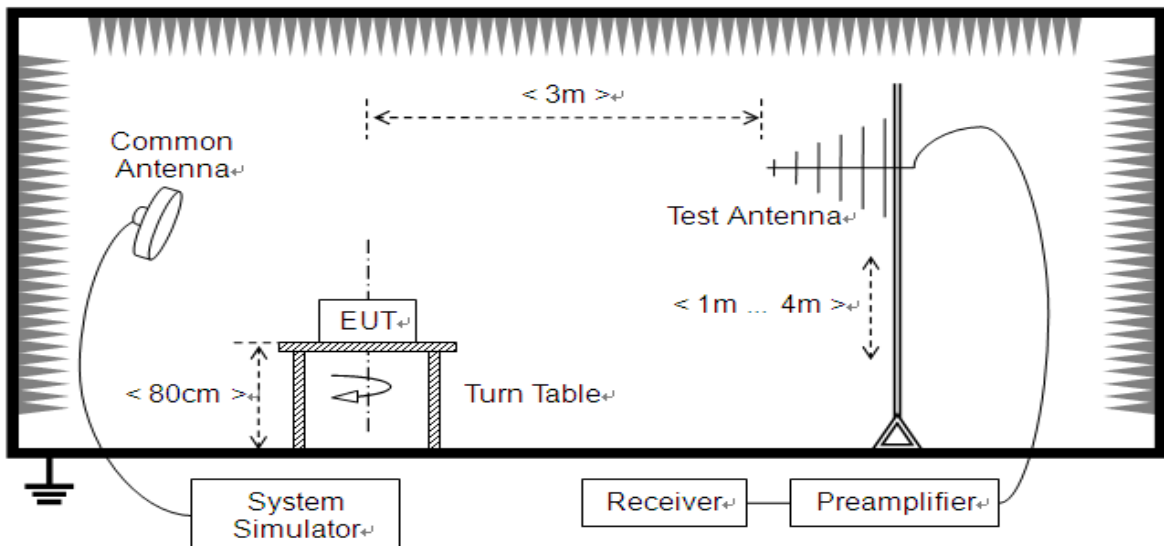 < 3m >↵
Common
Antenna↵
Test Antenna↵
< 1m ... 4m >↵
EUT↵
< 80cm >↵
Turn Table↵
System
Simulator↵
Receiver↵
Preamplifier↵